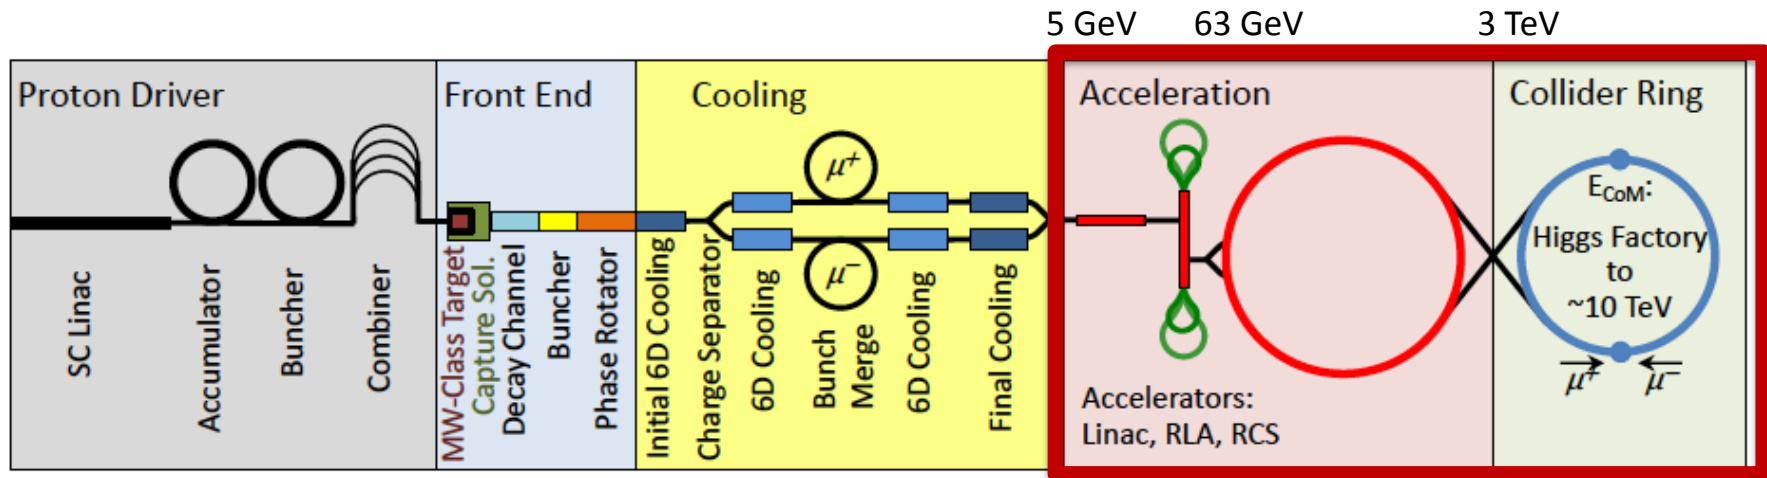 5 GeV
63 GeV
3 TeV
Proton Driver
Front End
Cooling
Acceleration
Collider Ring
SC Linac
Accumulator
Buncher
Combiner
MW-Class Target
Capture Sol.
Decay Channel
Buncher
Phase Rotator
Initial 6D Cooling
Charge Separator
6D Cooling
μ+
μ−
Bunch
Merge
6D Cooling
Final Cooling
Accelerators:
Linac, RLA, RCS
ECoM:
Higgs Factory
to
~10 TeV
μ+
μ−